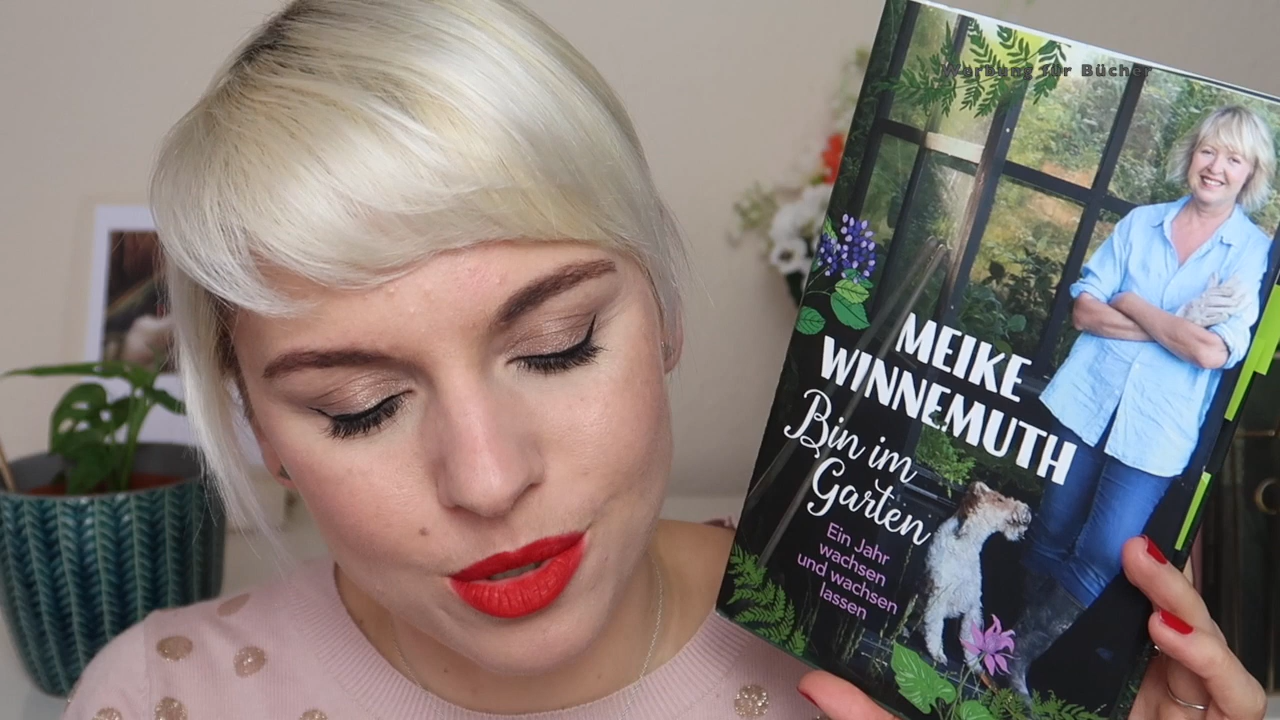 Werbung für Bücher
MEIKE
WINNEMUTH
Bin im
Garten
Ein Jahr
wachsen
und wachsen
lassen